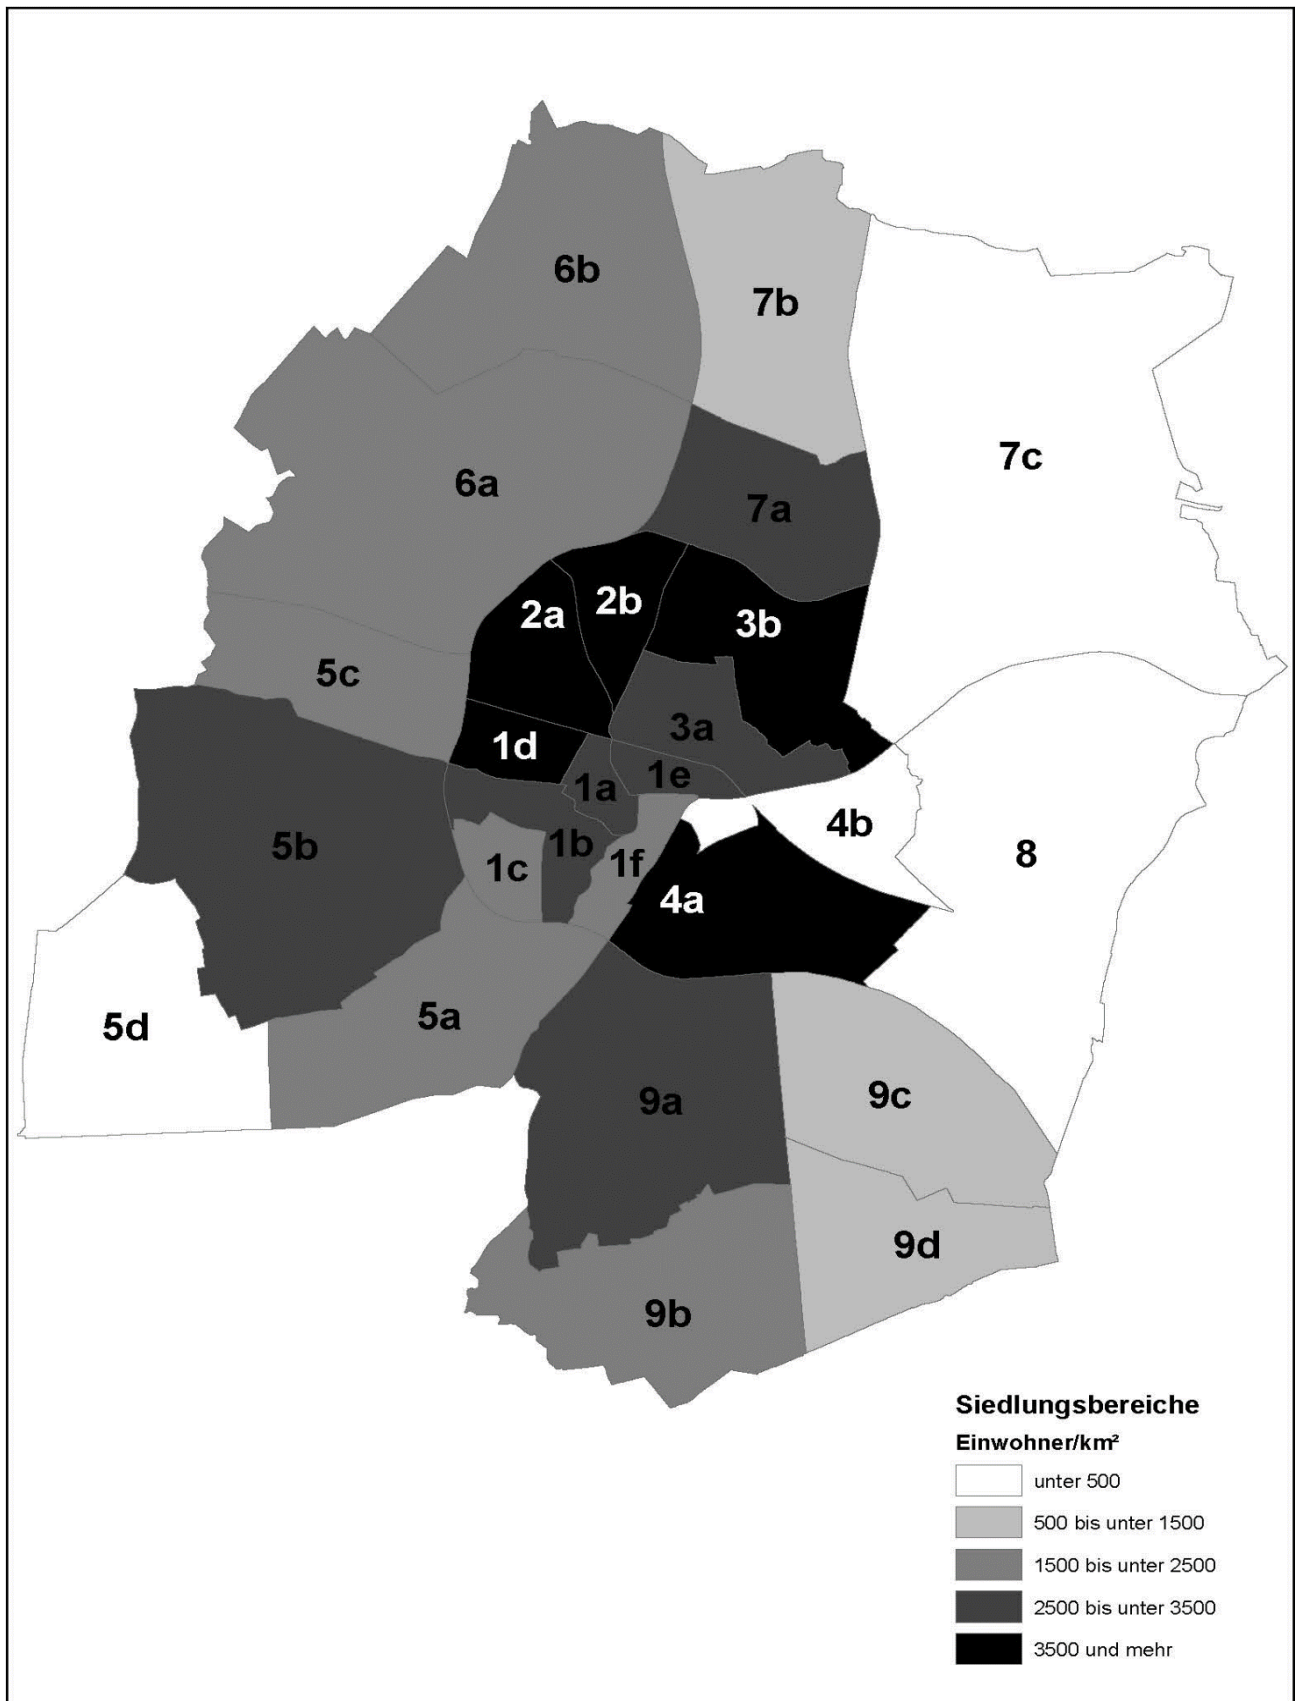 6b
7b
7c
6a
7a
2b
2a
3b
5c
3a
1d
1e
1a
4b
1b
5b
8
1f
1c
4a
5a
5d
9c
9a
9d
9b
Siedlungsbereiche
Einwohner/km²
unter 500
500 bis unter 1500
1500 bis unter 2500
2500 bis unter 3500
3500 und mehr